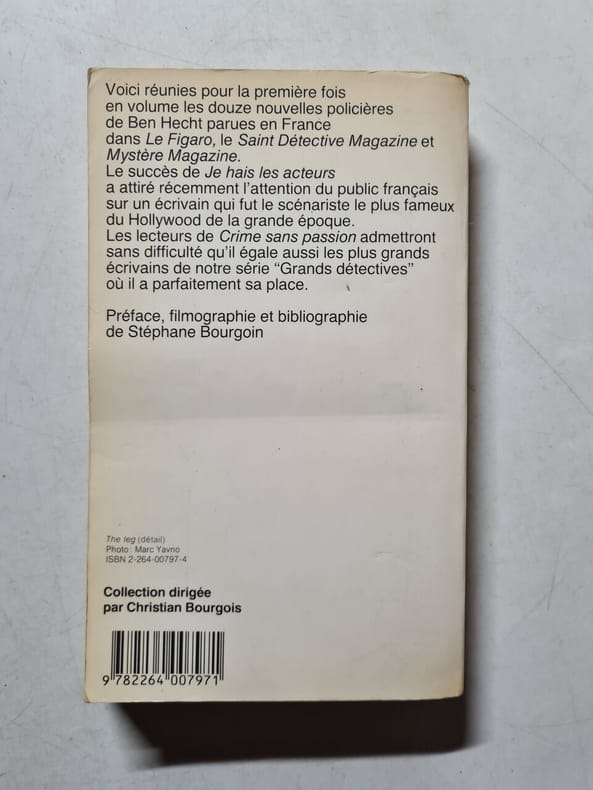 Voici réunies pour la première fois
en volume les douze nouvelles policières
de Ben Hecht parues en France
dans Le Figaro, le Saint Détective Magazine et
Mystère Magazine.
Le succès de Je hais les acteurs
a attiré récemment l'attention du public français
sur un écrivain qui fut le scénariste le plus fameux
du Hollywood de la grande époque.
Les lecteurs de Crime sans passion admettront
sans difficulté qu'il égale aussi les plus grands
écrivains de notre série "Grands détectives"
où il a parfaitement sa place.
Préface, filmographie et bibliographie
de Stéphane Bourgoin
The leg (détail)
Photo: Marc Yavno
ISBN 2-264-00797-4
Collection dirigée
par Christian Bourgois
9 782264 007971